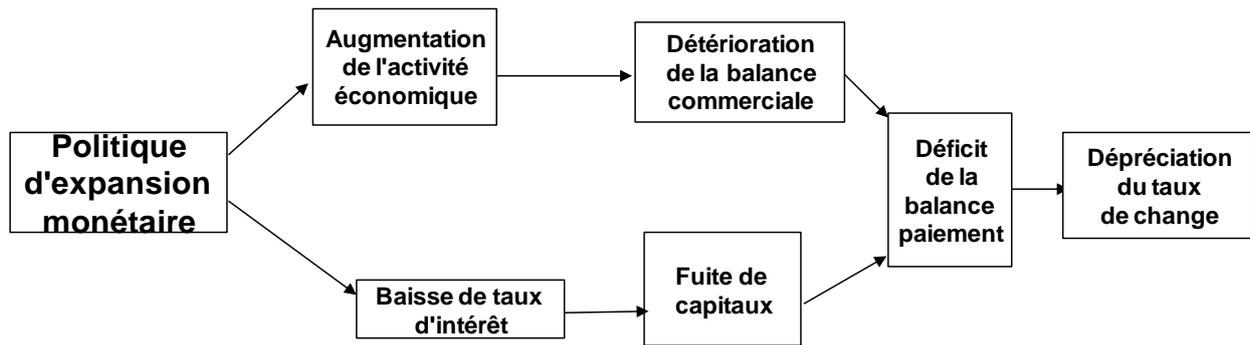 Politique
d'expansion
monétaire
Augmentation
de l'activité
économique
Détérioration
de la balance
commerciale
Baisse de taux
d'intérêt
Fuite de
capitaux
Déficit
de la
balance
paiement
Dépréciation
du taux
de change